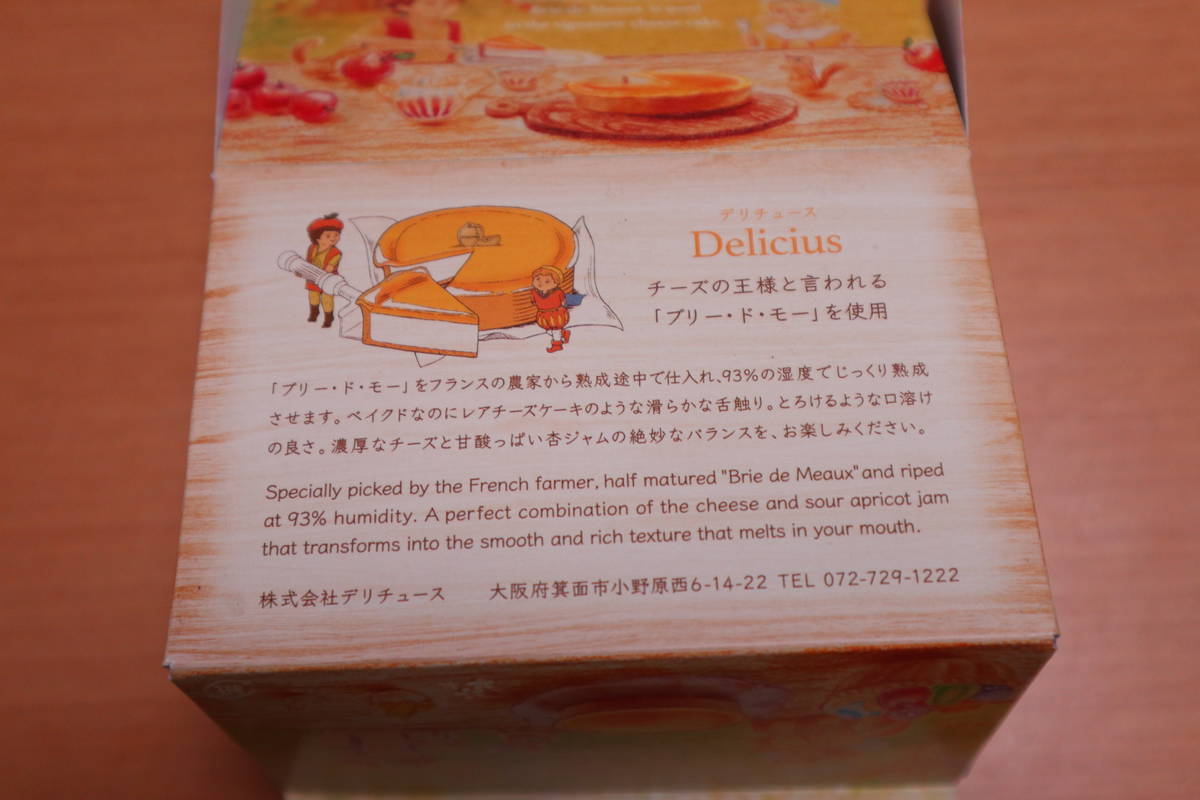 to the signature cheesecake.
デリチュース
Delicius
チーズの王様と言われる
「ブリー・ド・モー」を使用
「ブリー・ド・モー」をフランスの農家から熟成途中で仕入れ、93%の湿度でじっくり熟成
させます。ベイクドなのにレアチーズケーキのような滑らかな舌触り。とろけるような口溶け
の良さ。濃厚なチーズと甘酸っぱい杏ジャムの絶妙なバランスを、お楽しみください。
Specially picked by the French farmer, half matured "Brie de Meaux" and riped
at 93% humidity. A perfect combination of the cheese and sour apricot jam
that transforms into the smooth and rich texture that melts in your mouth.
株式会社デリチュース 大阪府箕面市小野原西6-14-22 TEL 072-729-1222